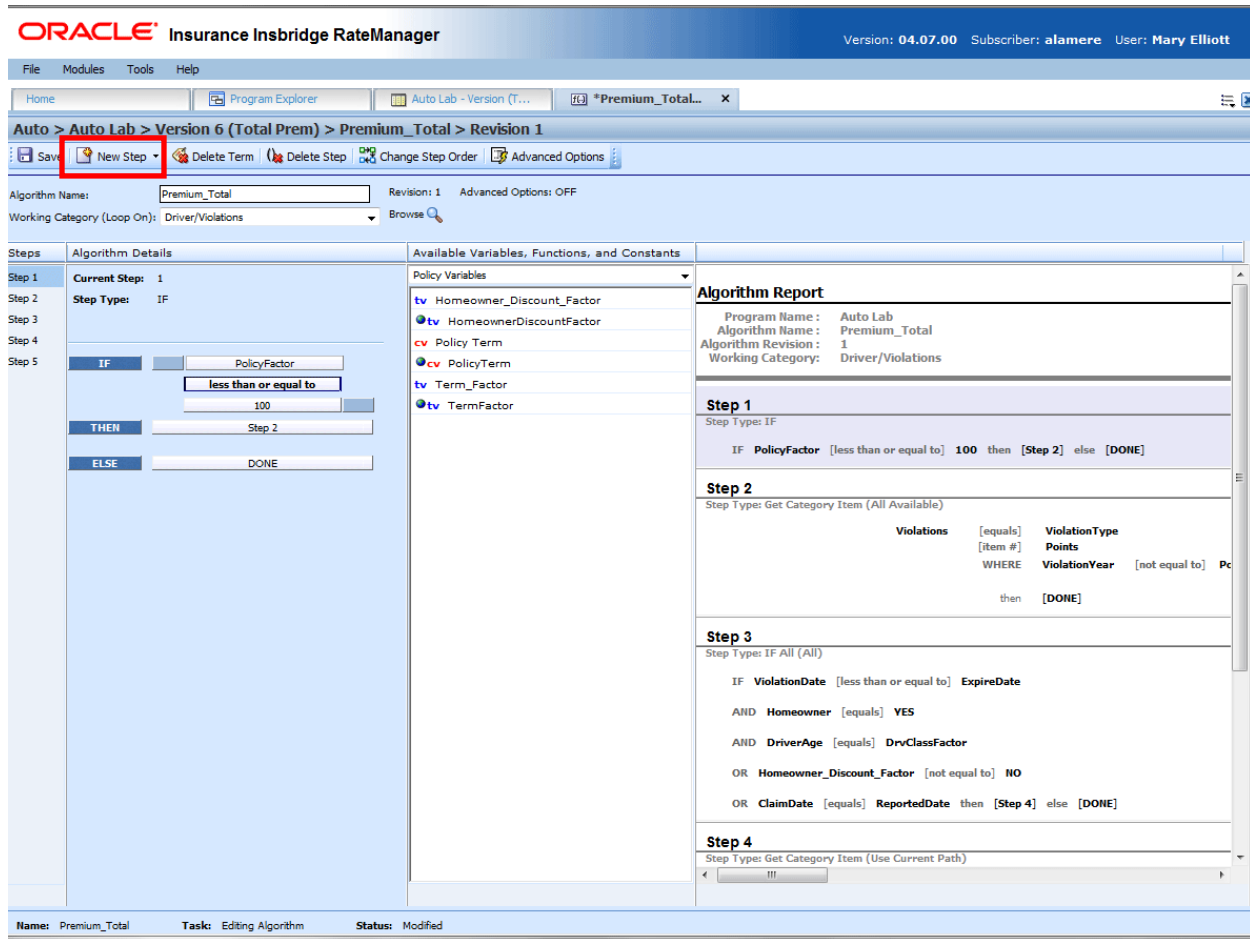 ORACLE Insurance Insbridge RateManager
Version: 04.07.00 Subscriber: alamere User: Mary Elliott
File Modules Tools Help
Home Program Explorer Auto Lab - Version (T... f(x) *Premium_Total... x
Auto > Auto Lab > Version 6 (Total Prem) > Premium_Total > Revision 1
Save New Step Delete Term Delete Step Change Step Order Advanced Options
Algorithm Name: Premium_Total Revision: 1 Advanced Options: OFF
Working Category (Loop On): Driver/Violations Browse
Steps
Step 1
Step 2
Step 3
Step 4
Step 5
Algorithm Details
Current Step: 1
Step Type: IF
IF PolicyFactor
less than or equal to
100
THEN Step 2
ELSE DONE
Available Variables, Functions, and Constants
Policy Variables
tv Homeowner_Discount_Factor
tv HomeownerDiscountFactor
cv Policy Term
cv PolicyTerm
tv Term_Factor
tv TermFactor
Algorithm Report
Program Name : Auto Lab
Algorithm Name : Premium_Total
Algorithm Revision : 1
Working Category: Driver/Violations
Step 1
Step Type: IF
IF PolicyFactor [less than or equal to] 100 then [Step 2] else [DONE]
Step 2
Step Type: Get Category Item (All Available)
Violations [equals] ViolationType
[item #] Points
WHERE ViolationYear [not equal to] Po
then [DONE]
Step 3
Step Type: IF All (All)
IF ViolationDate [less than or equal to] ExpireDate
AND Homeowner [equals] YES
AND DriverAge [equals] DrvClassFactor
OR Homeowner_Discount_Factor [not equal to] NO
OR ClaimDate [equals] ReportedDate then [Step 4] else [DONE]
Step 4
Step Type: Get Category Item (Use Current Path)
Name: Premium_Total Task: Editing Algorithm Status: Modified